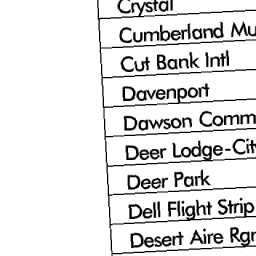 Crystal
Cumberland Mu
Cut Bank Intl
Davenport
Dawson Comm
Deer Lodge-City
Deer Park
Dell Flight Strip
Desert Aire Rgn